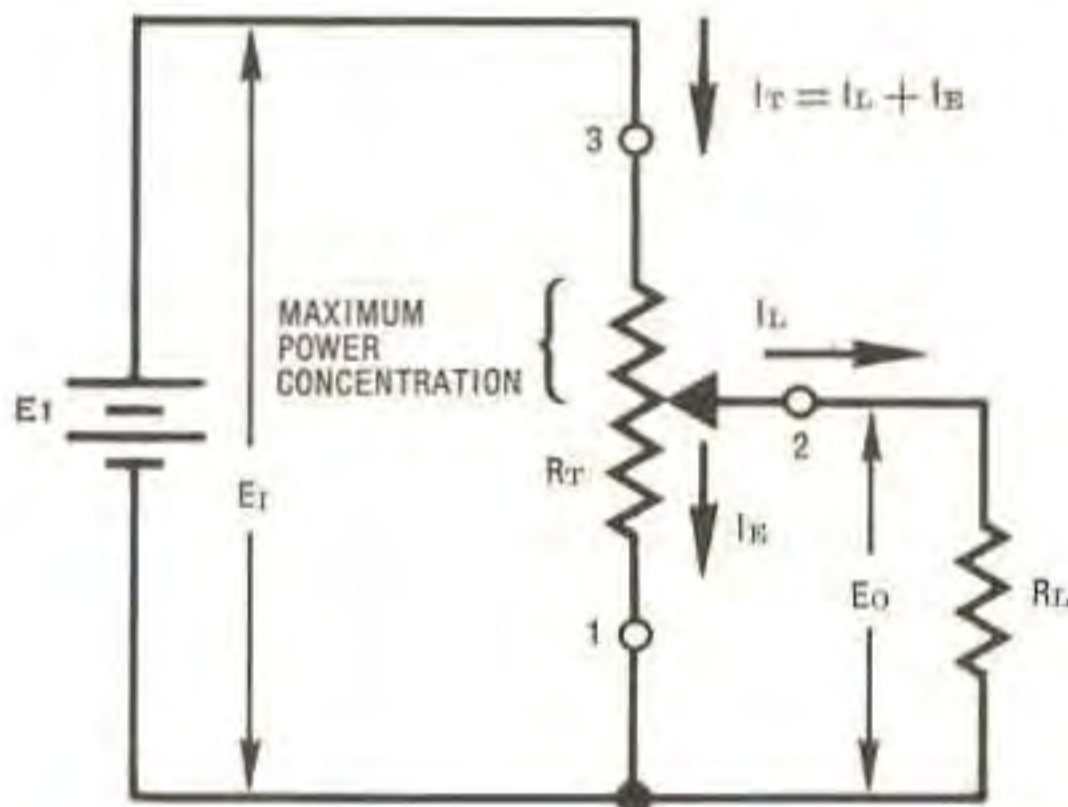 IT = IL + IE
3
MAXIMUM
POWER
CONCENTRATION
IL
E1
2
RT
EI
IE
EO
RL
1